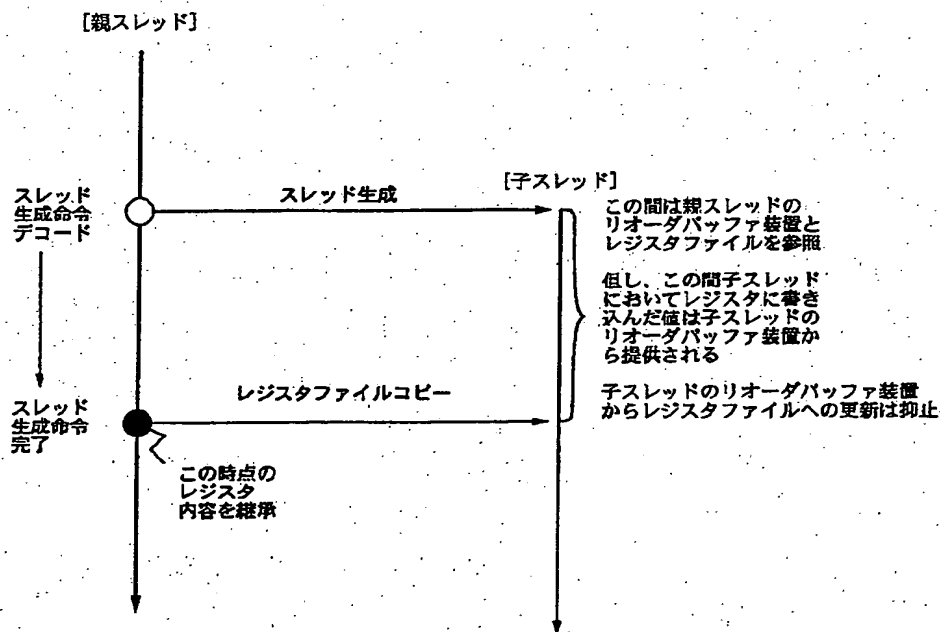 [親スレッド]
スレッド
生成命令
デコード
スレッド生成
[子スレッド]
この間は親スレッドの
リオーダバッファ装置と
レジスタファイルを参照
但し、この間子スレッド
においてレジスタに書き
込んだ値は子スレッドの
リオーダバッファ装置か
ら提供される
子スレッドのリオーダバッファ装置
からレジスタファイルへの更新は抑止
レジスタファイルコピー
スレッド
生成命令
完了
この時点の
レジスタ
内容を継承